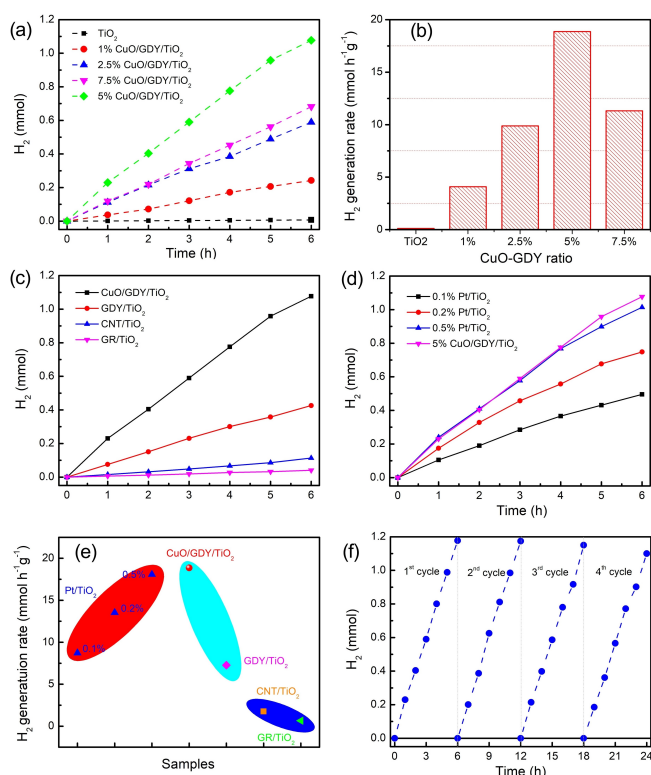 (a)
TiO2
1% CuO/GDY/TiO2
2.5% CuO/GDY/TiO2
7.5% CuO/GDY/TiO2
5% CuO/GDY/TiO2
H2 (mmol)
1.2
1.0
0.8
0.6
0.4
0.2
0.0
0 1 2 3 4 5 6
Time (h)
(b)
H2 generation rate (mmol h-1g-1)
20
15
10
5
0
TiO2 1% 2.5% 5% 7.5%
CuO-GDY ratio
(c)
CuO/GDY/TiO2
GDY/TiO2
CNT/TiO2
GR/TiO2
H2 (mmol)
1.2
0.8
0.4
0.0
0 1 2 3 4 5 6
Time (h)
(d)
0.1% Pt/TiO2
0.2% Pt/TiO2
0.5% Pt/TiO2
5% CuO/GDY/TiO2
H2 (mmol)
1.2
1.0
0.8
0.6
0.4
0.2
0.0
0 1 2 3 4 5 6
Time (h)
(e)
H2 generatuion rate (mmol h-1g-1)
25
20
15
10
5
0
CuO/GDY/TiO2
0.5%
Pt/TiO2
0.2%
0.1%
GDY/TiO2
CNT/TiO2
GR/TiO2
Samples
(f)
H2 (mmol)
1.2
1.0
0.8
0.6
0.4
0.2
0.0
1st cycle 2nd cycle 3rd cycle 4th cycle
0 3 6 9 12 15 18 21 24
Time (h)